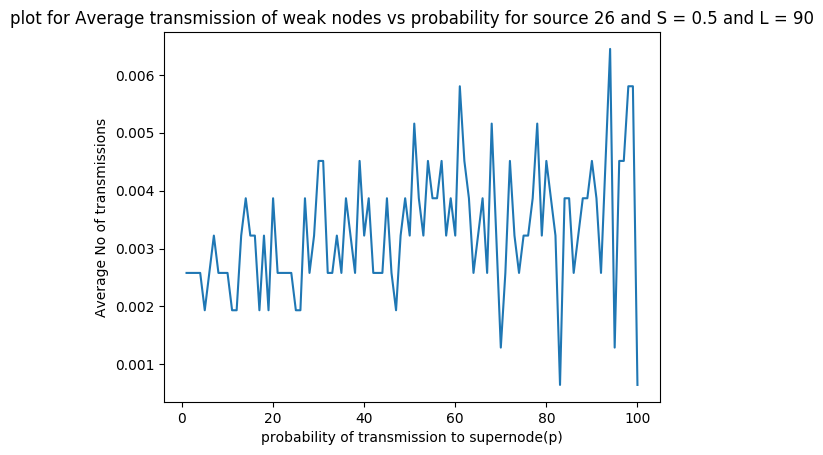 plot for Average transmission of weak nodes vs probability for source 26 and S = 0.5 and L = 90
0.006
0.005
0.004
0.003
0.002
0.001
Average No of transmissions
0 20 40 60 80 100
probability of transmission to supernode(p)